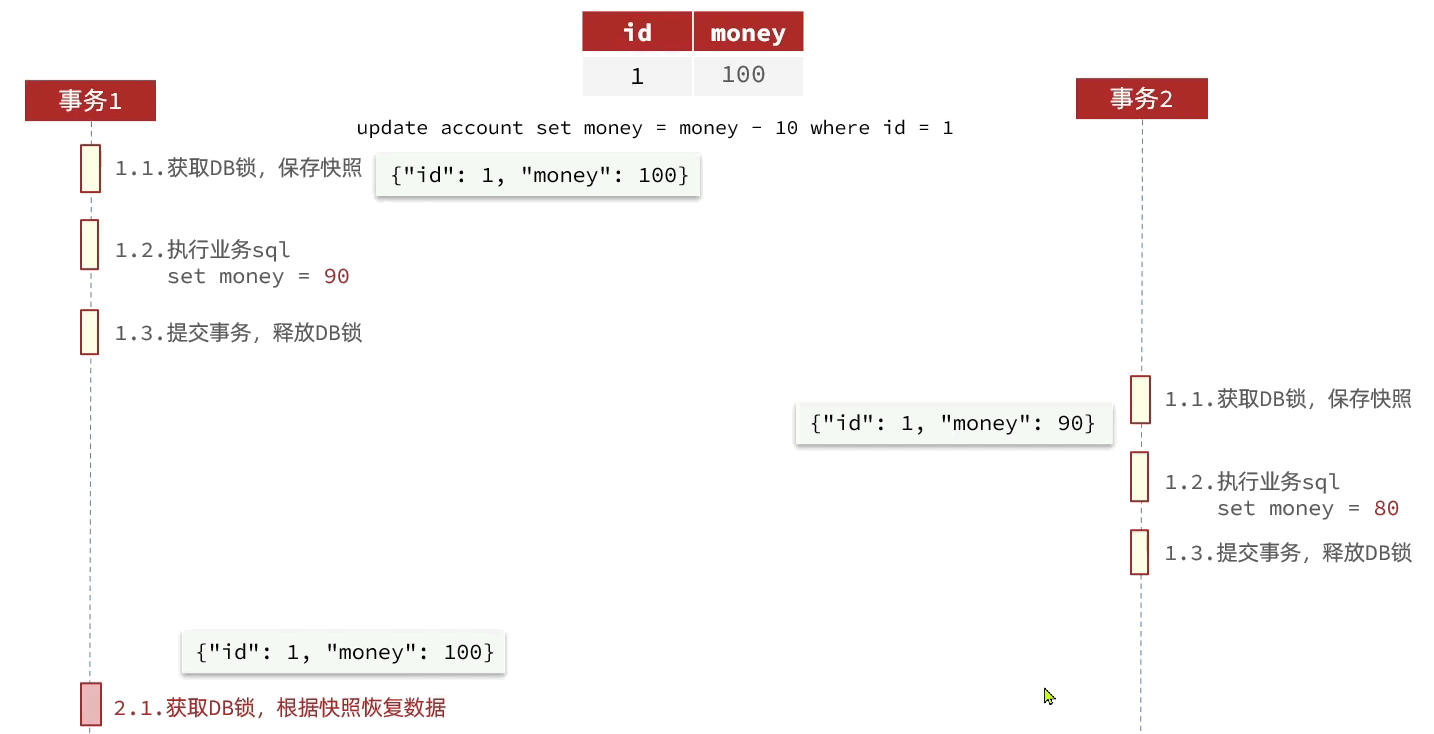 id money
1 100
事务1
事务2
update account set money = money - 10 where id = 1
1.1.获取DB锁，保存快照
{"id": 1, "money": 100}
1.2.执行业务sql
set money = 90
1.3.提交事务，释放DB锁
1.1.获取DB锁，保存快照
{"id": 1, "money": 90}
1.2.执行业务sql
set money = 80
1.3.提交事务，释放DB锁
{"id": 1, "money": 100}
2.1.获取DB锁，根据快照恢复数据